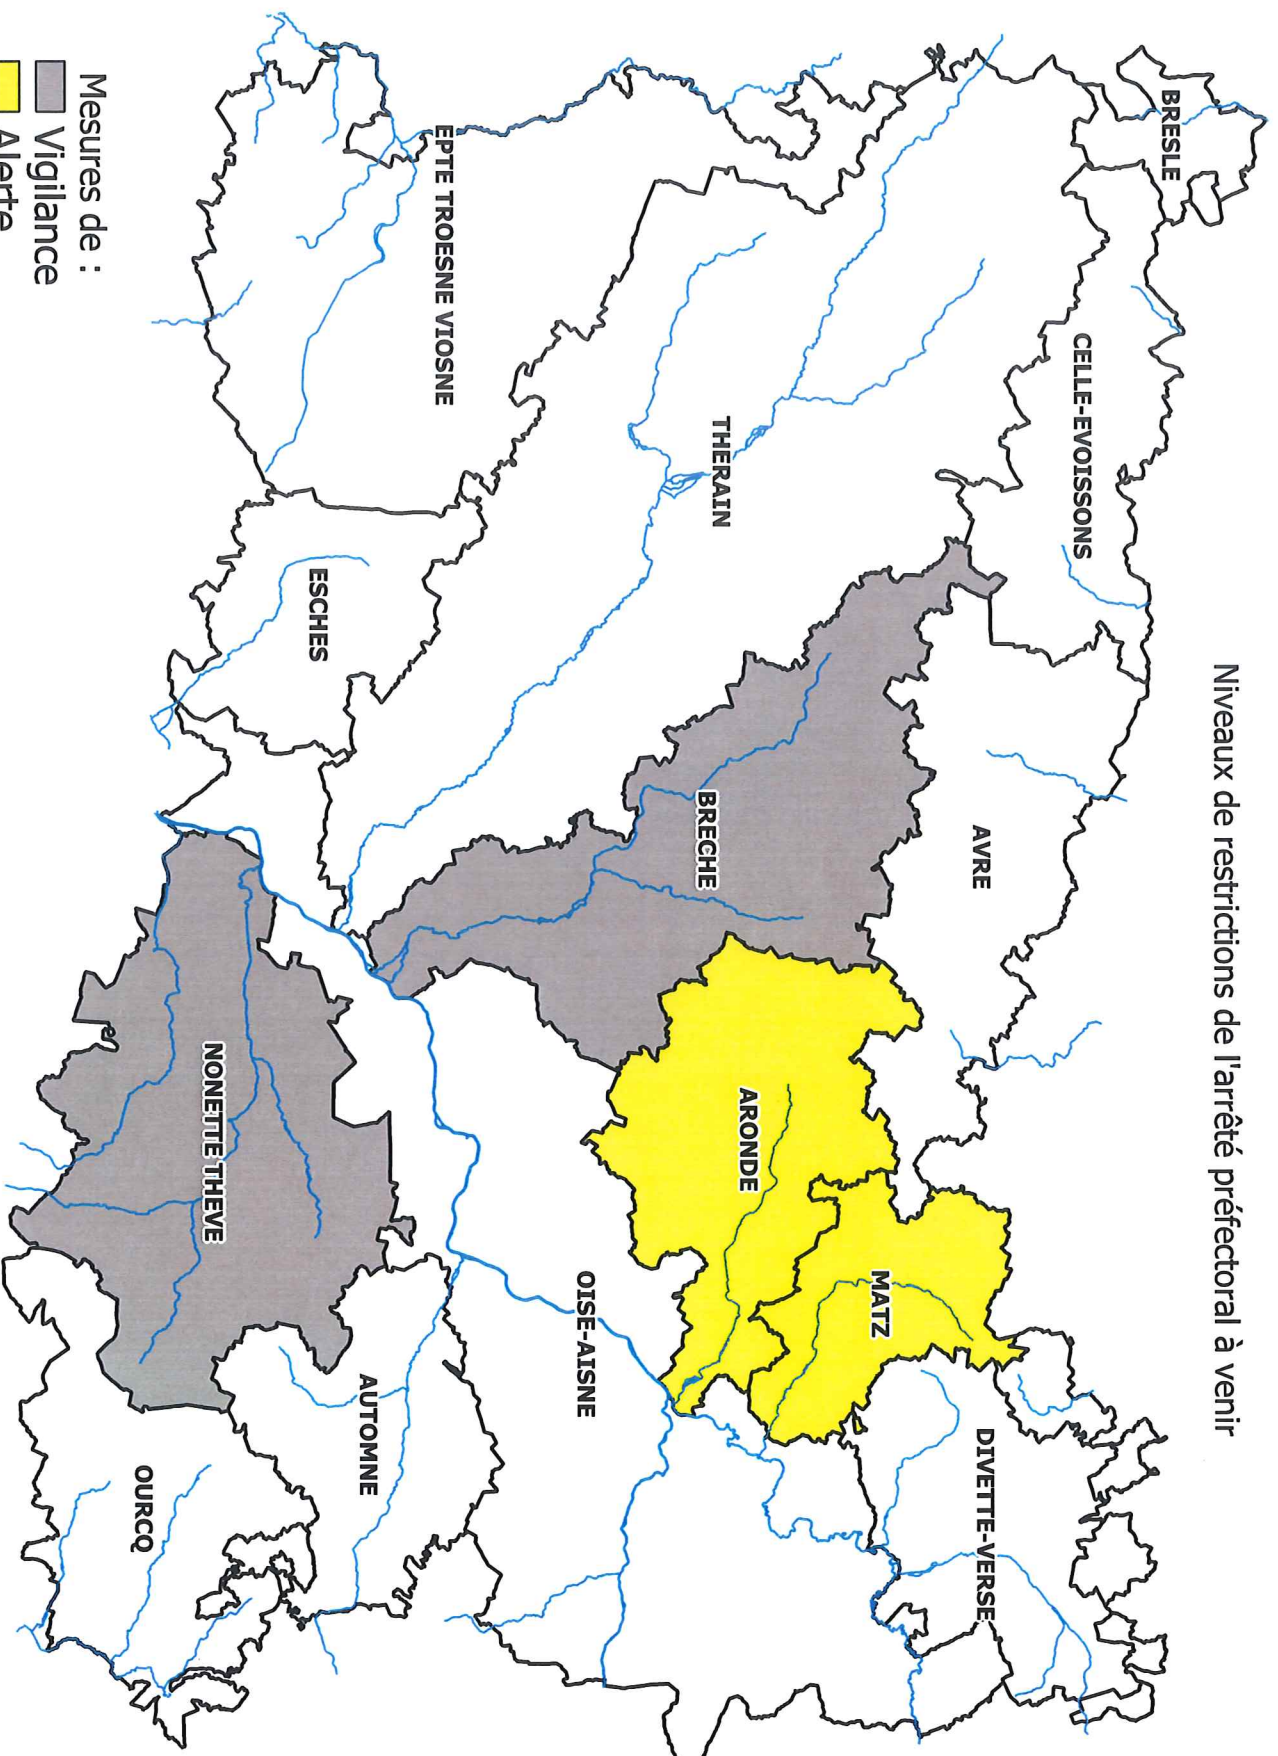 Niveaux de restrictions de l'arrêté préfectoral à venir
BRESLE
CELLE-EVOISSONS
AVRE
DIVETTE-VERSE
MATZ
THERAIN
BRECHE
ARONDE
OISE-AISNE
EPTE TROESNE VIOSNE
ESCHES
AUTOMNE
NONETTE THEVE
OURCQ
Mesures de :
Vigilance
Alerte